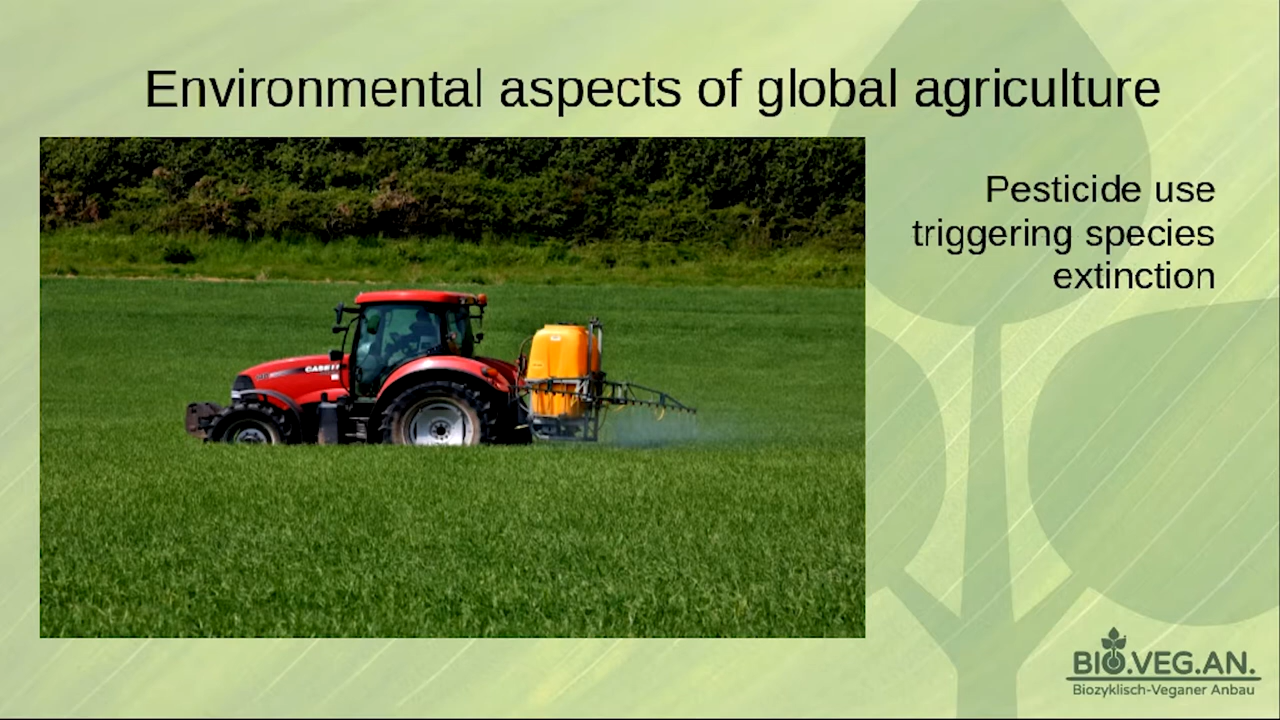 Environmental aspects of global agriculture
Pesticide use
triggering species
extinction
CASE IH
BIO.VEG.AN.
Biozyklisch-Veganer Anbau